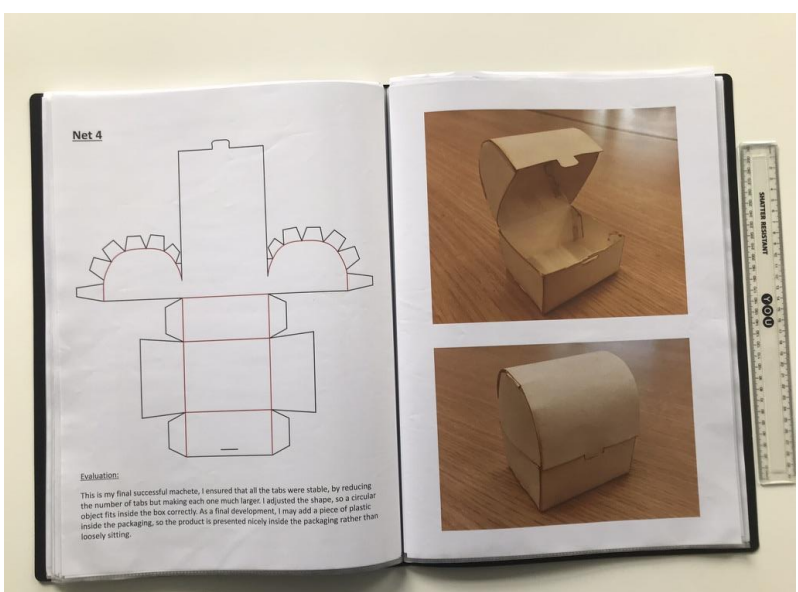 Net 4
Evaluation:
This is my final successful machete, I ensured that all the tabs were stable, by reducing
the number of tabs but making each one much larger. I adjusted the shape, so a circular
object fits inside the box correctly. As a final development, I may add a piece of plastic
inside the packaging, so the product is presented nicely inside the packaging rather than
loosely sitting.
SHATTER RESISTANT
YOU